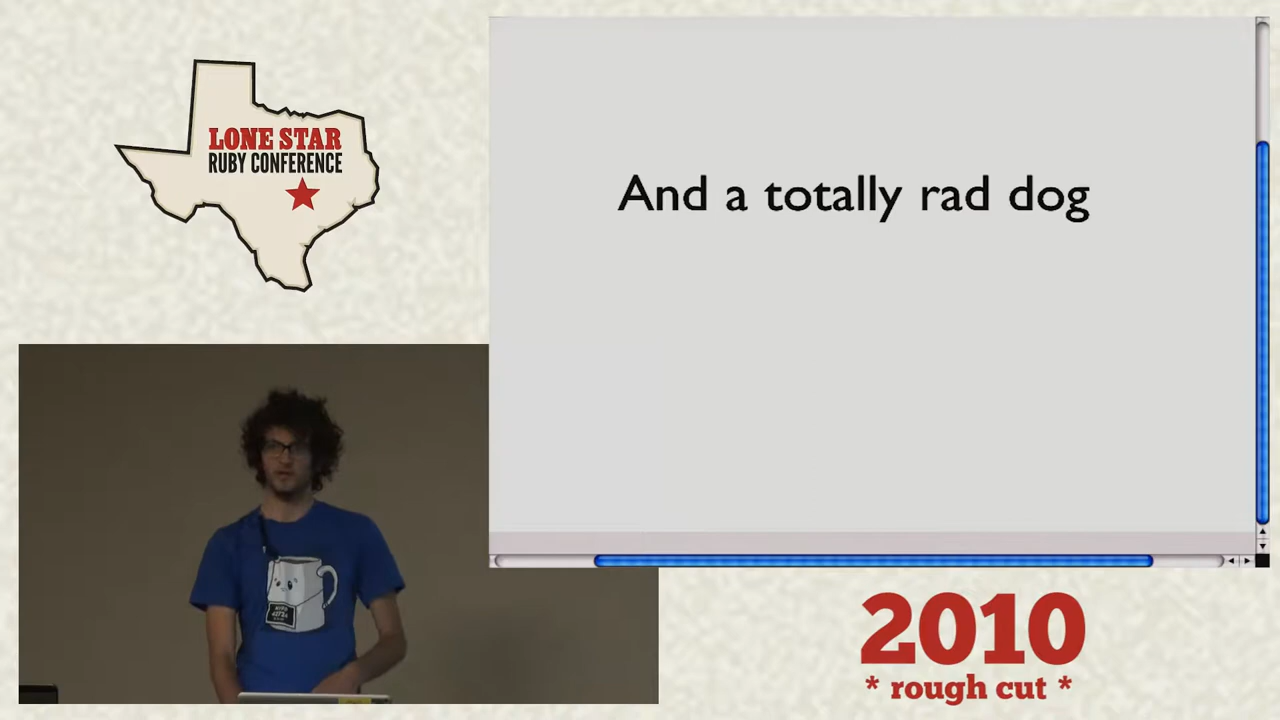 LONE STAR
RUBY CONFERENCE
And a totally rad dog
2010
* rough cut *